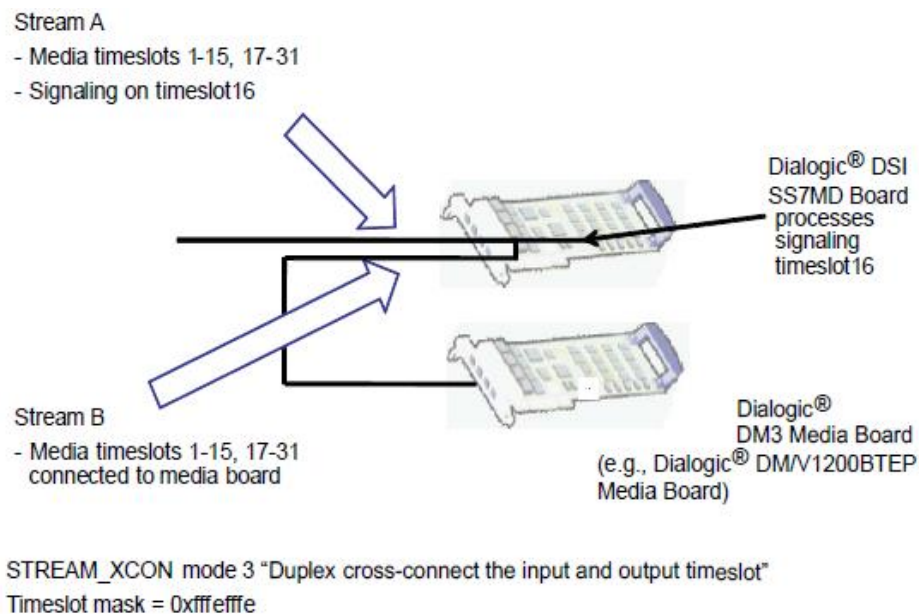 Stream A
- Media timeslots 1-15, 17-31
- Signaling on timeslot16
Dialogic® DSI
SS7MD Board
processes
signaling
timeslot16
Stream B
- Media timeslots 1-15, 17-31
connected to media board
Dialogic®
DM3 Media Board
(e.g., Dialogic® DM/V1200BTEP
Media Board)
STREAM_XCON mode 3 “Duplex cross-connect the input and output timeslot”
Timeslot mask = 0xfffefffe